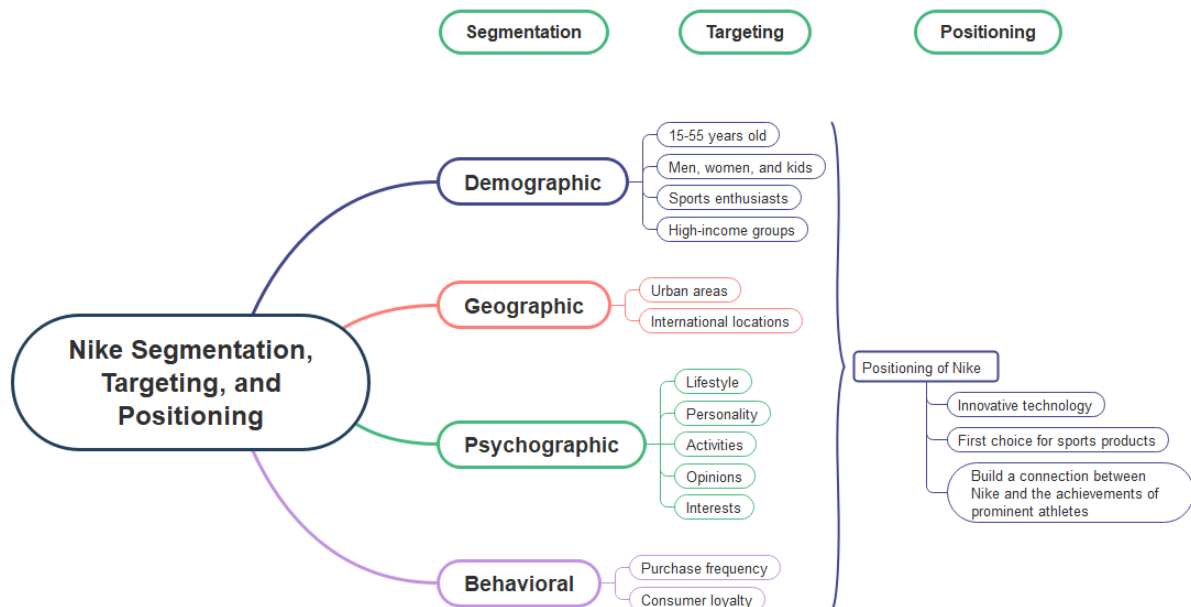 Segmentation
Targeting
Positioning
Nike Segmentation,
Targeting, and
Positioning
Demographic
15-55 years old
Men, women, and kids
Sports enthusiasts
High-income groups
Geographic
Urban areas
International locations
Psychographic
Lifestyle
Personality
Activities
Opinions
Interests
Behavioral
Purchase frequency
Consumer loyalty
Positioning of Nike
Innovative technology
First choice for sports products
Build a connection between
Nike and the achievements of
prominent athletes